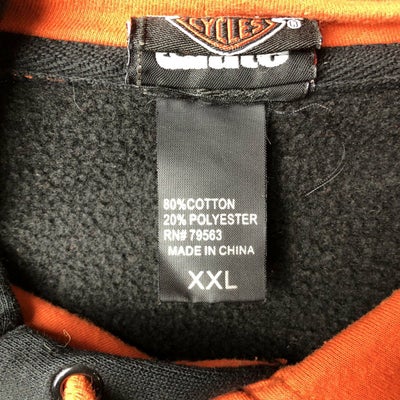 CYCLES
®
80%COTTON
20% POLYESTER
RN# 79563
MADE IN CHINA
XXL